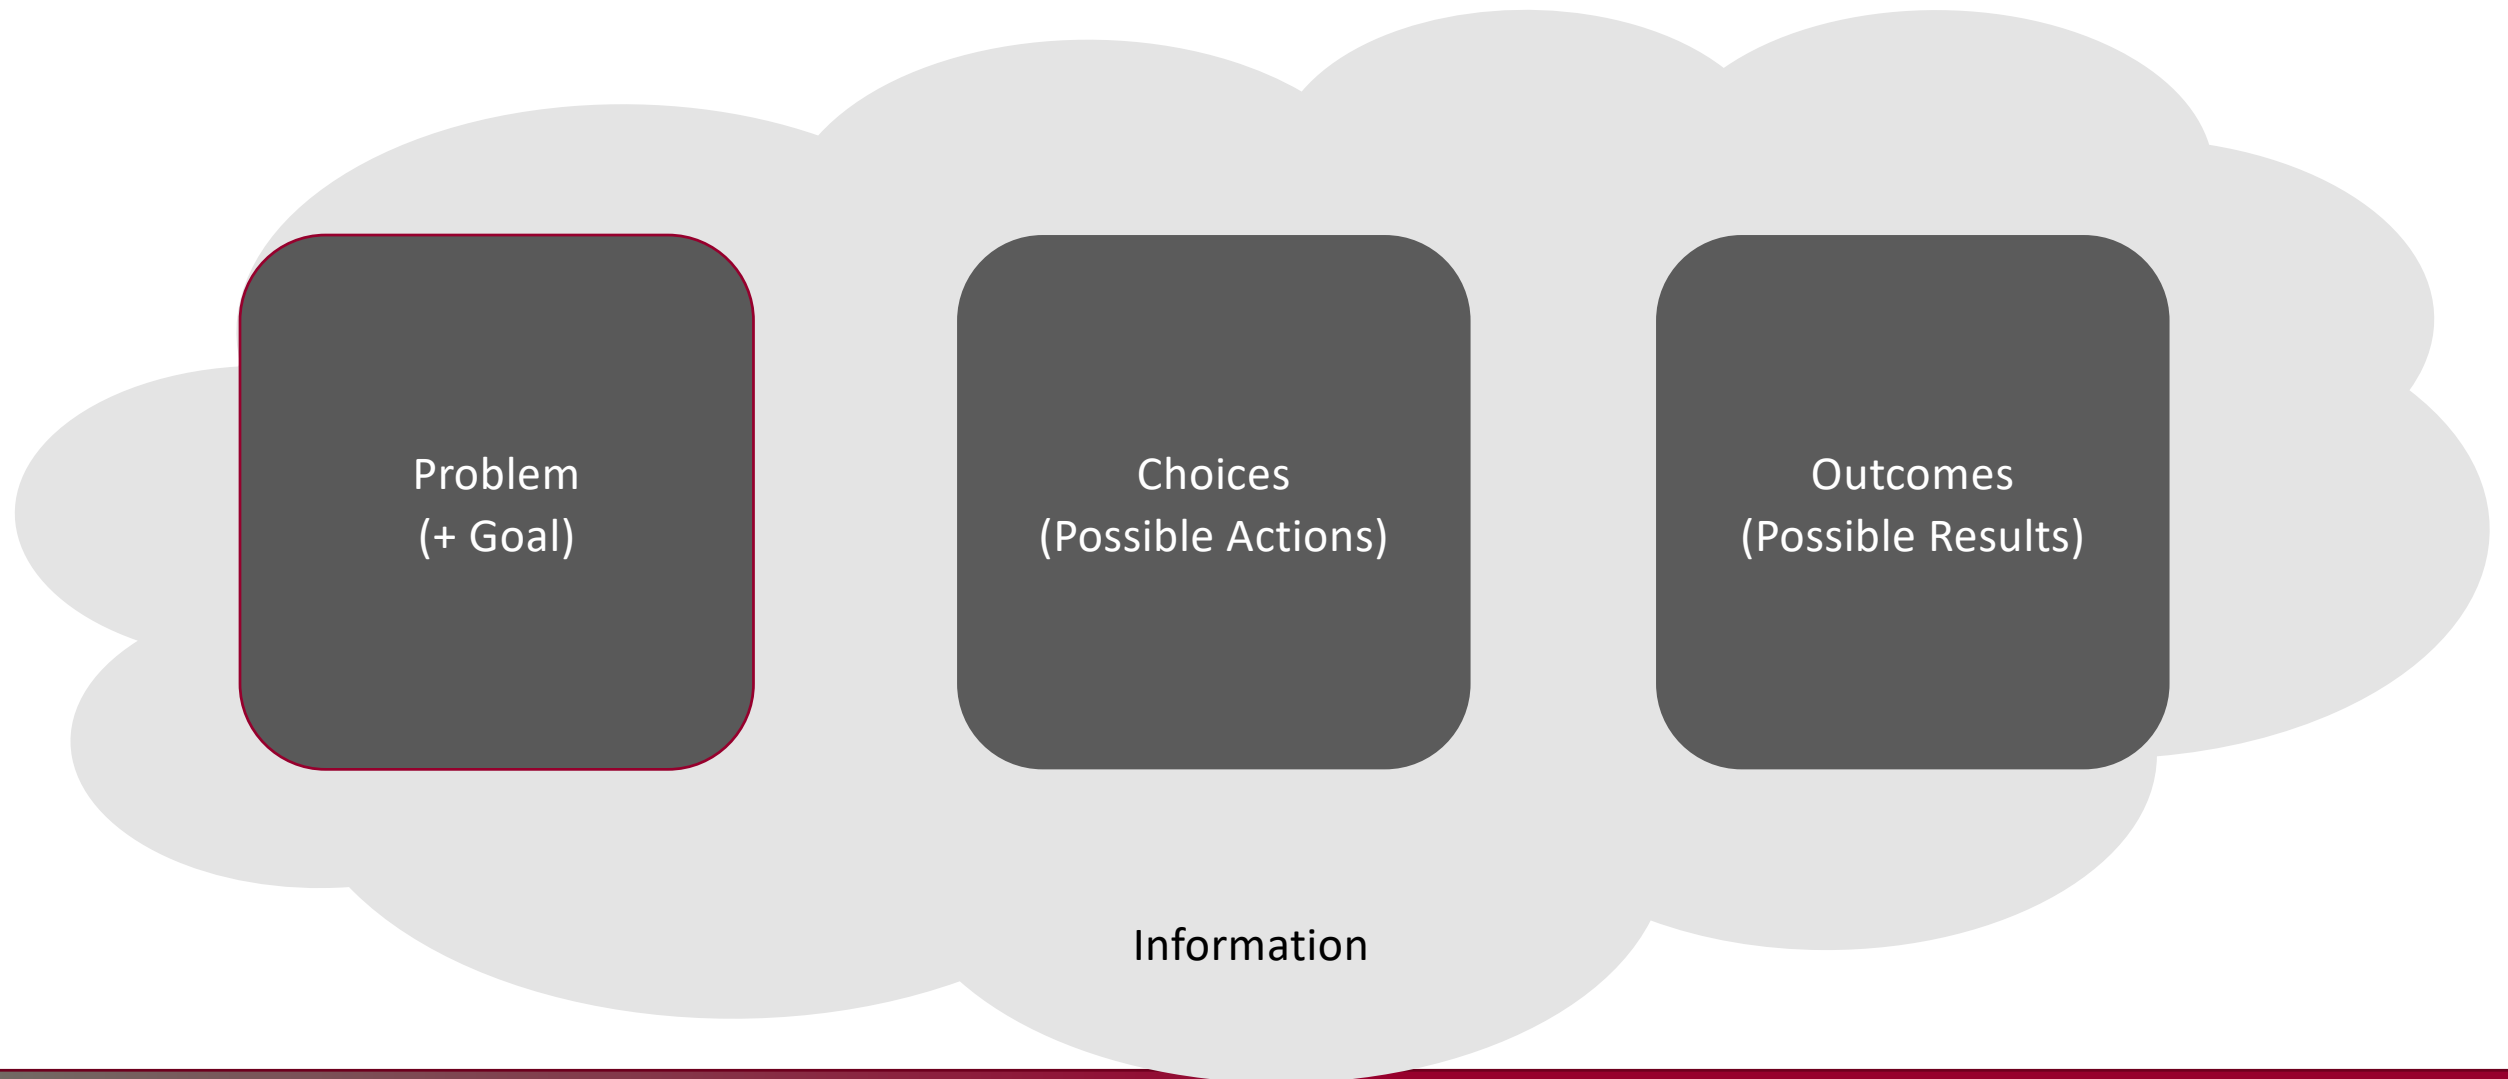 Problem
(+ Goal)
Choices
(Possible Actions)
Outcomes
(Possible Results)
Information